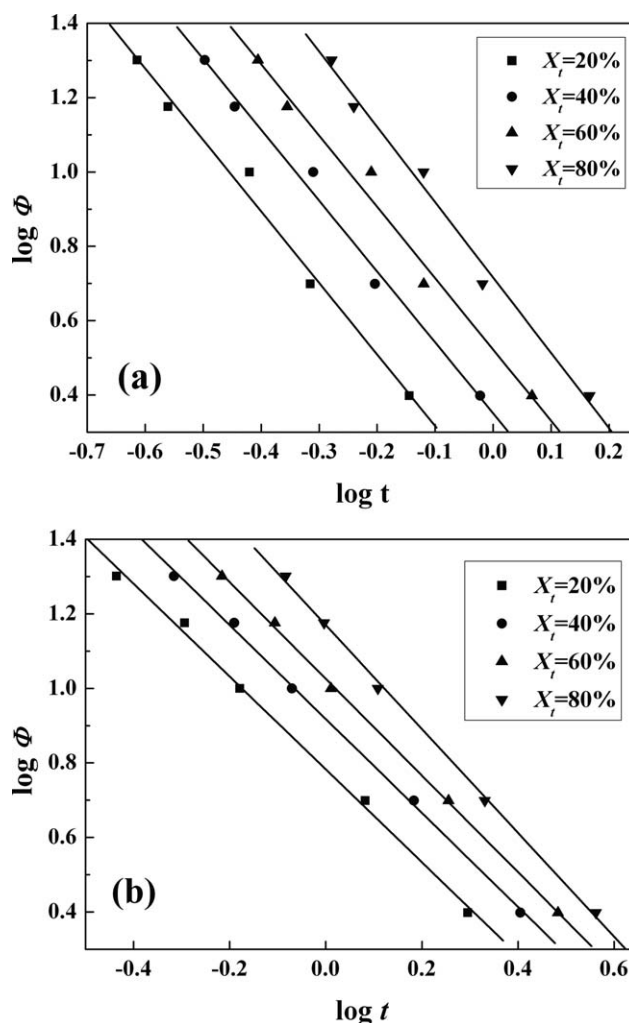 1.4
1.2
1.0
0.8
0.6
0.4
log Φ
X_t=20%
X_t=40%
X_t=60%
X_t=80%
(a)
-0.7 -0.6 -0.5 -0.4 -0.3 -0.2 -0.1 0.0 0.1 0.2
log t
1.4
1.2
1.0
0.8
0.6
0.4
log Φ
X_t=20%
X_t=40%
X_t=60%
X_t=80%
(b)
-0.4 -0.2 0.0 0.2 0.4 0.6
log t